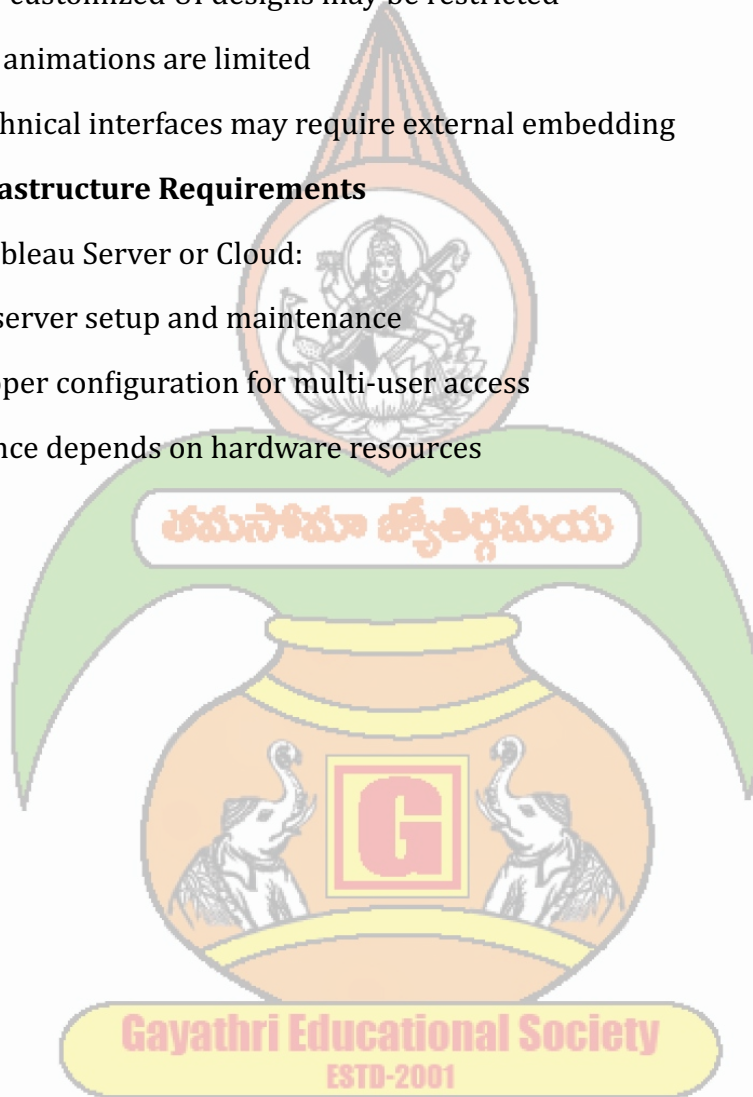 customized UI designs may be restricted
animations are limited
hnical interfaces may require external embedding
astructure Requirements
bleau Server or Cloud:
server setup and maintenance
per configuration for multi-user access
nce depends on hardware resources
తమసోమా జ్యోతిర్గమయ
G
Gayathri Educational Society
ESTD-2001